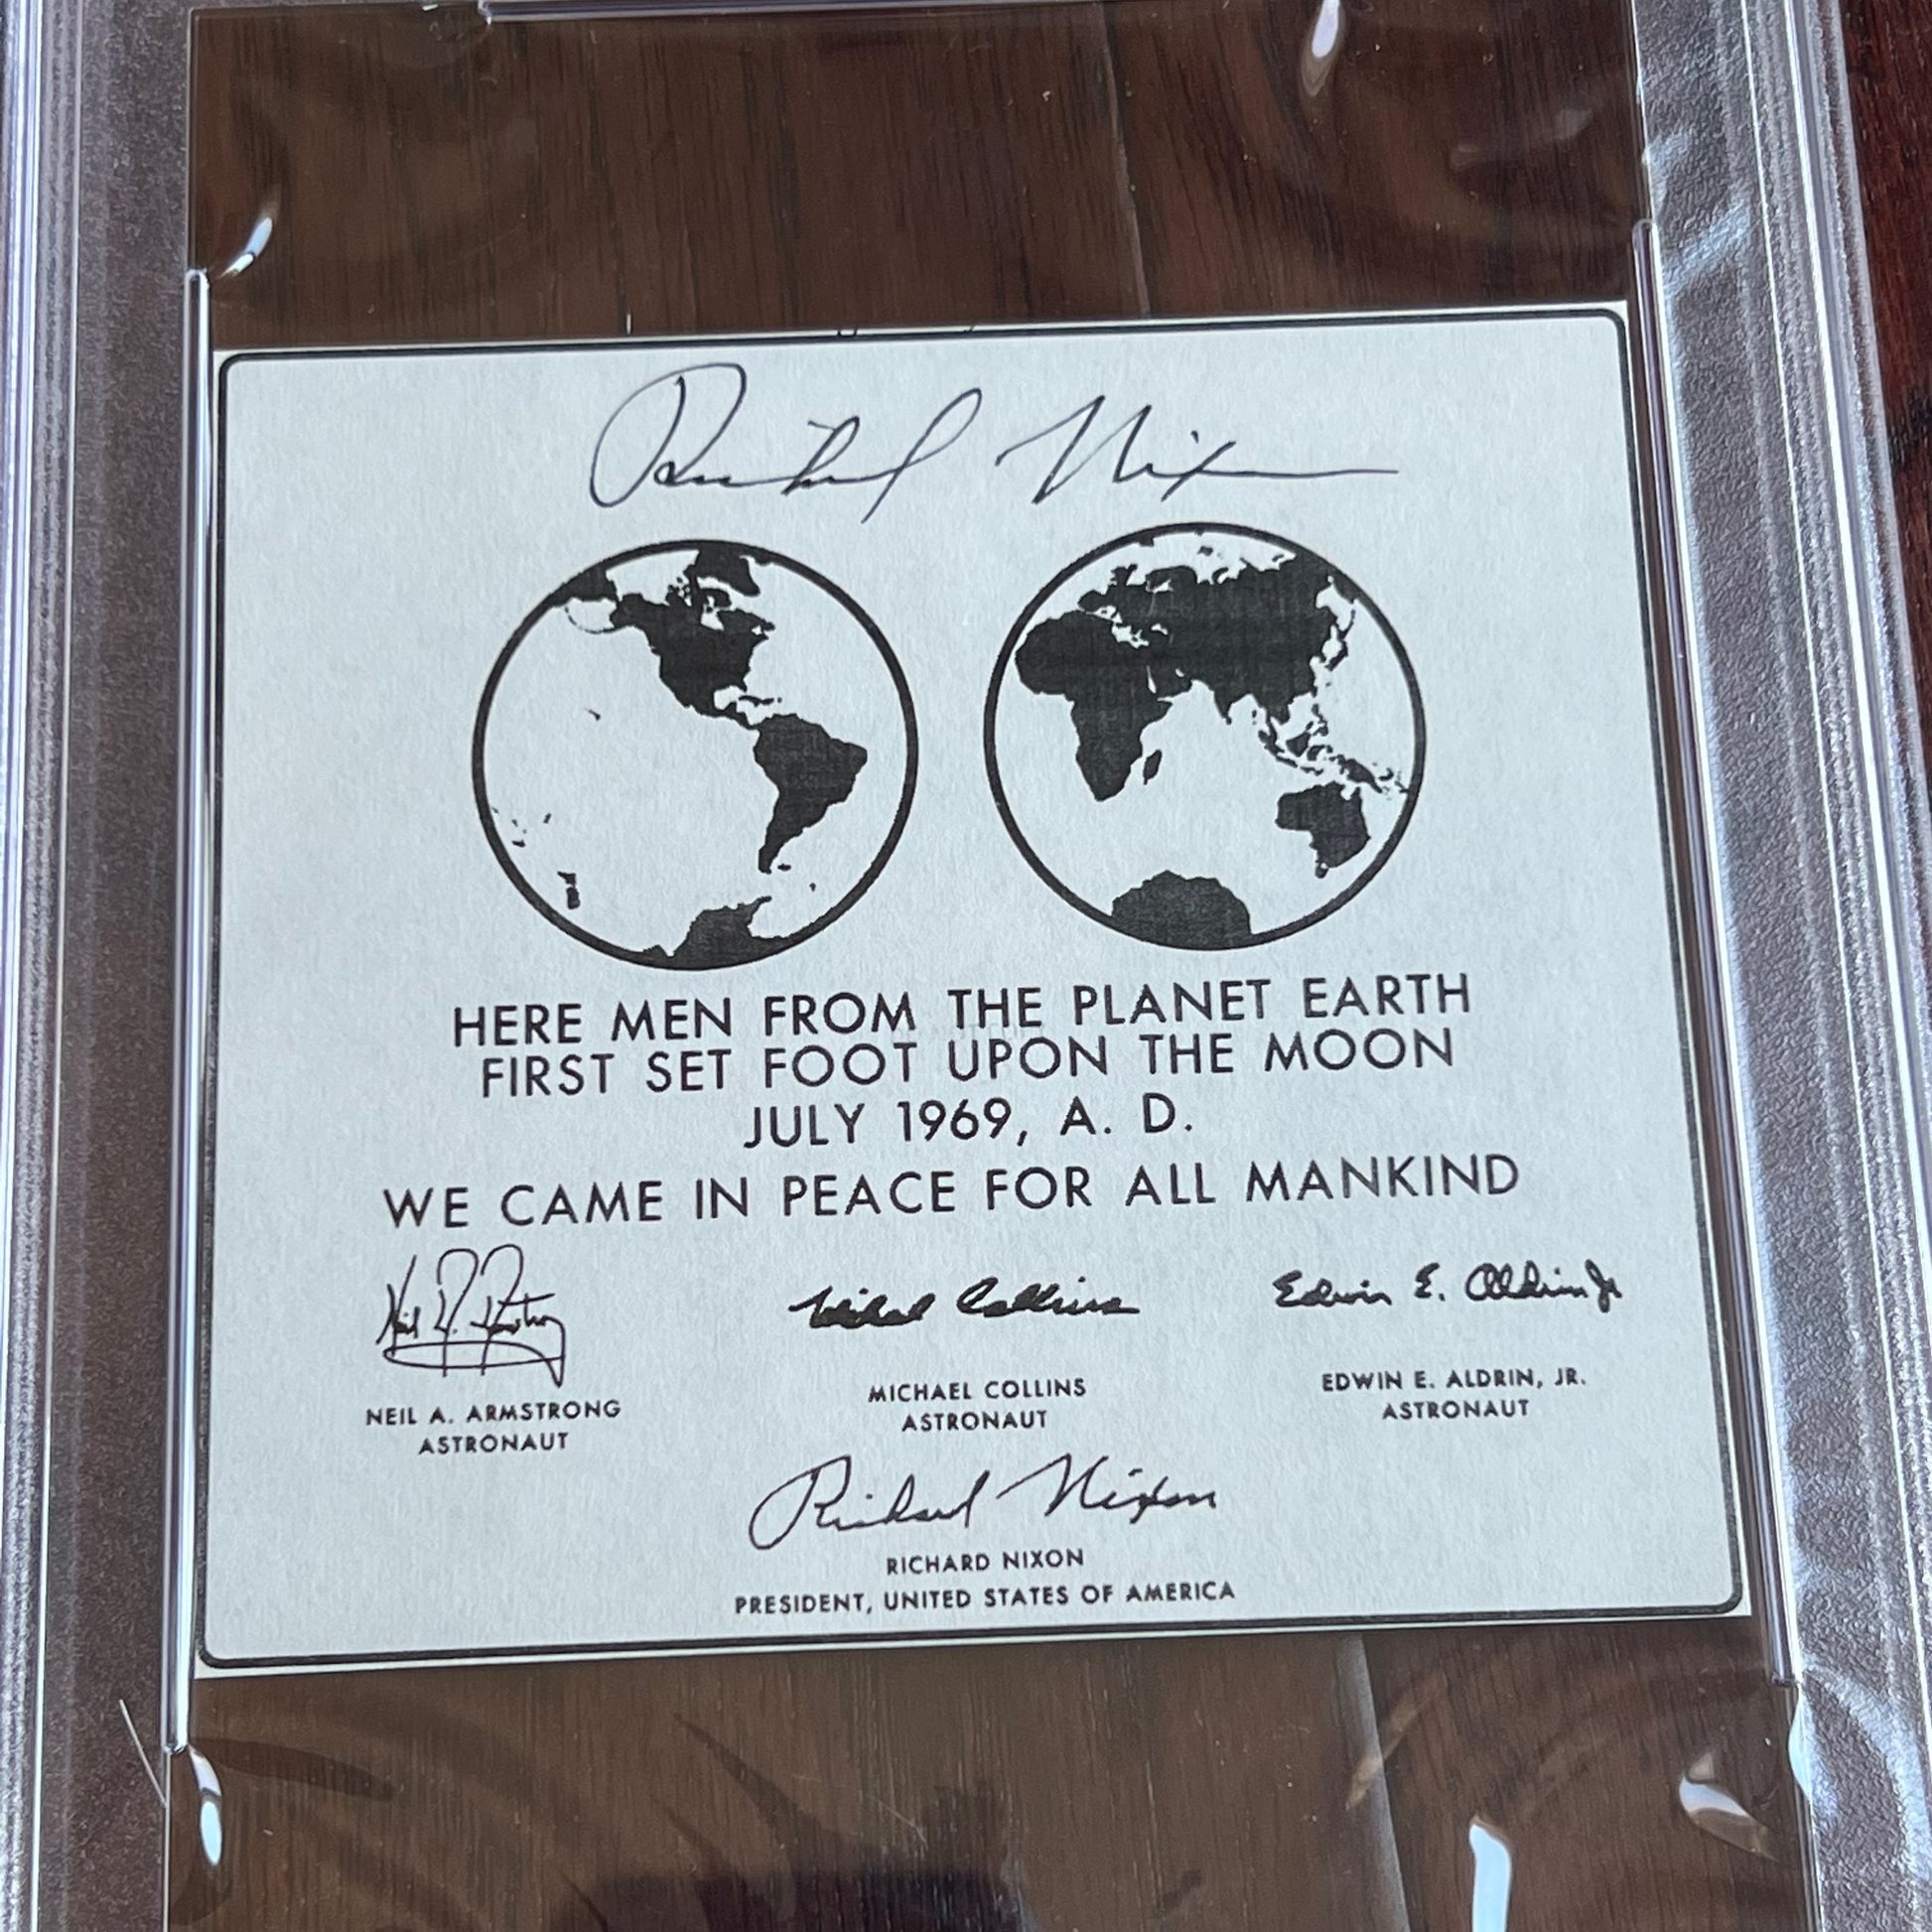 Richard Nixon
HERE MEN FROM THE PLANET EARTH
FIRST SET FOOT UPON THE MOON
JULY 1969, A. D.
WE CAME IN PEACE FOR ALL MANKIND
Neil A. Armstrong
Michael Collins
Edwin E. Aldrin Jr
NEIL A. ARMSTRONG
ASTRONAUT
MICHAEL COLLINS
ASTRONAUT
EDWIN E. ALDRIN, JR.
ASTRONAUT
Richard Nixon
RICHARD NIXON
PRESIDENT, UNITED STATES OF AMERICA